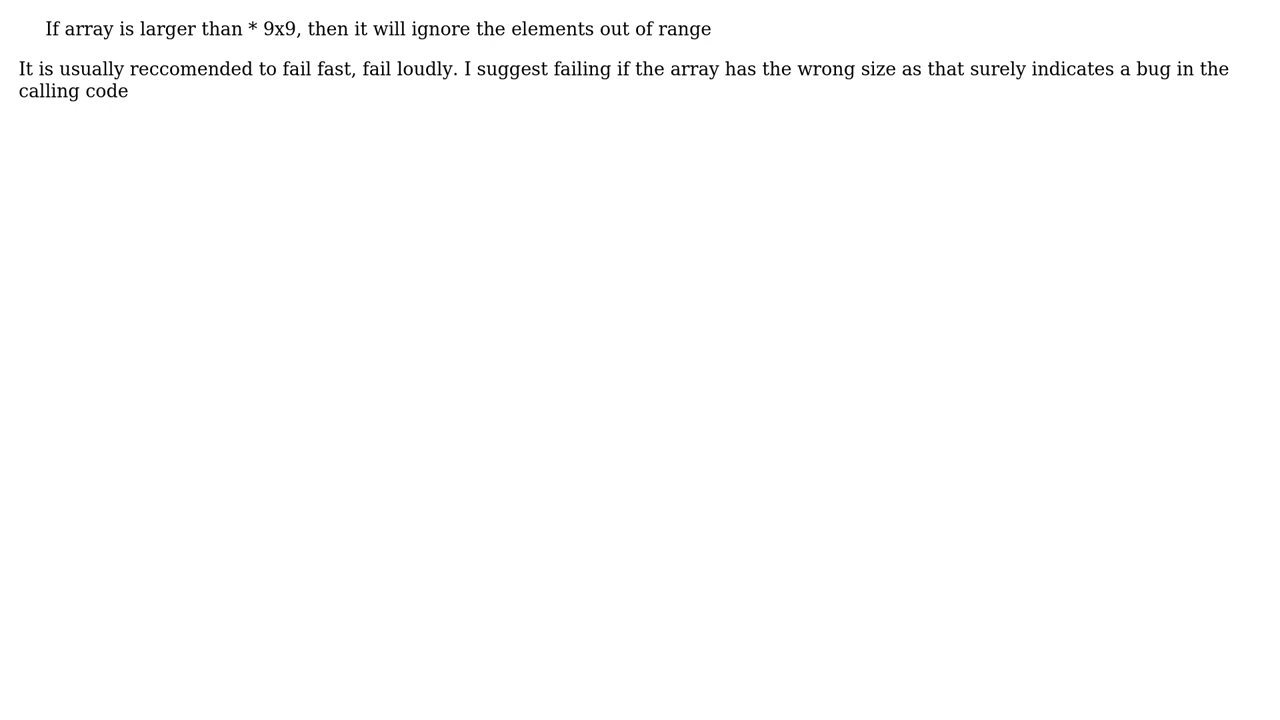 If array is larger than * 9x9, then it will ignore the elements out of range
It is usually reccomended to fail fast, fail loudly. I suggest failing if the array has the wrong size as that surely indicates a bug in the
calling code